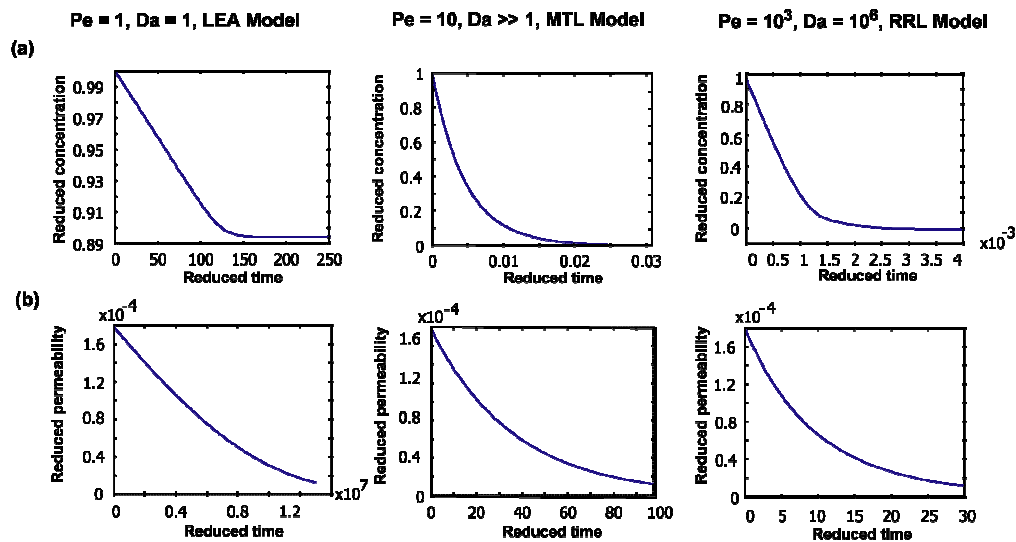 Pe = 1, Da = 1, LEA Model
Pe = 10, Da >> 1, MTL Model
Pe = 10³, Da = 10⁶, RRL Model
(a)
Reduced concentration
0.99
0.97
0.95
0.93
0.91
0.89
0 50 100 150 200 250
Reduced time
Reduced concentration
1
0.8
0.6
0.4
0.2
0
0 0.01 0.02 0.03
Reduced time
Reduced concentration
1
0.8
0.6
0.4
0.2
0
0 0.5 1 1.5 2 2.5 3 3.5 4
x10⁻³
Reduced time
(b)
x10⁻⁴
Reduced permeability
1.6
1.2
0.8
0.4
0
0 0.4 0.8 1.2
x10⁷
Reduced time
x10⁻⁴
Reduced permeability
1.6
1.2
0.8
0.4
0
0 20 40 60 80 100
Reduced time
x10⁻⁴
Reduced permeability
1.6
1.2
0.8
0.4
0
0 5 10 15 20 25 30
Reduced time